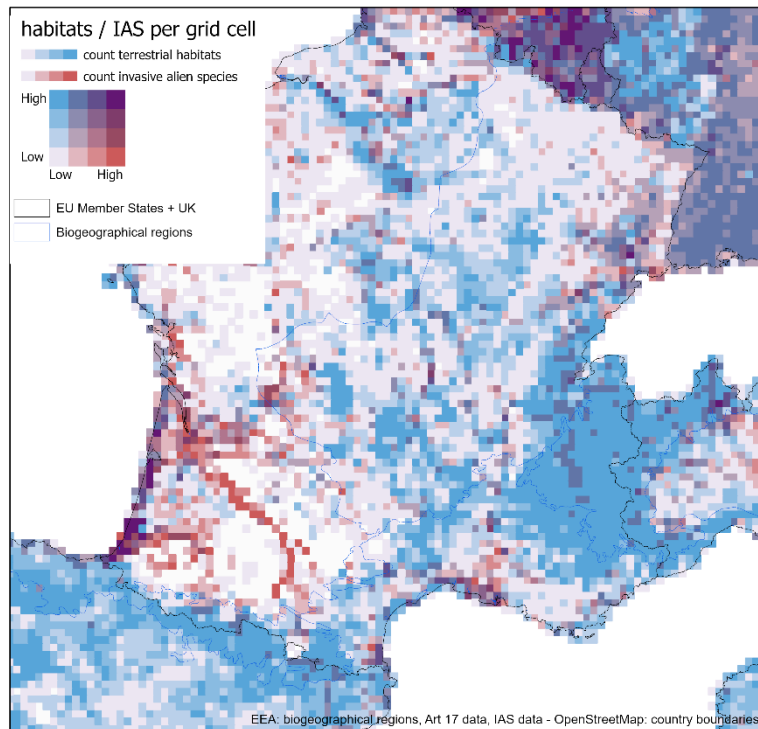 habitats / IAS per grid cell
count terrestrial habitats
count invasive alien species
High
Low
Low High
EU Member States + UK
Biogeographical regions
EEA: biogeographical regions, Art 17 data, IAS data - OpenStreetMap: country boundaries